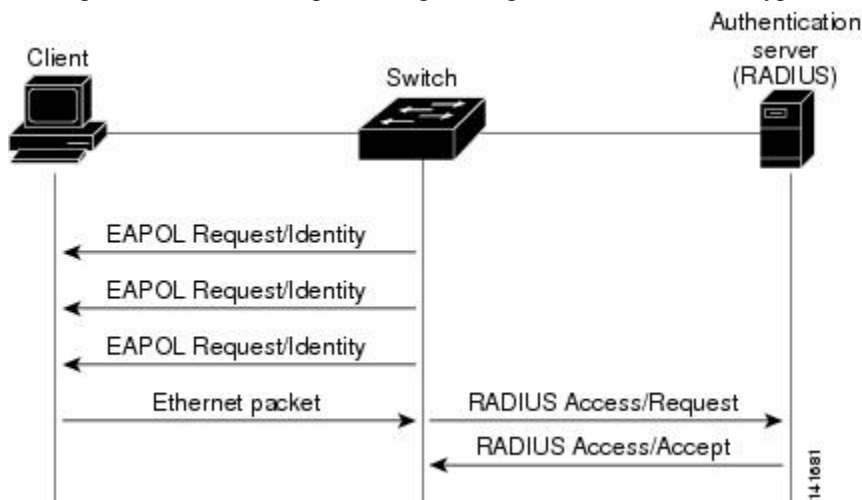 Client
Switch
Authentication
server
(RADIUS)
EAPOL Request/Identity
EAPOL Request/Identity
EAPOL Request/Identity
Ethernet packet
RADIUS Access/Request
RADIUS Access/Accept
141681